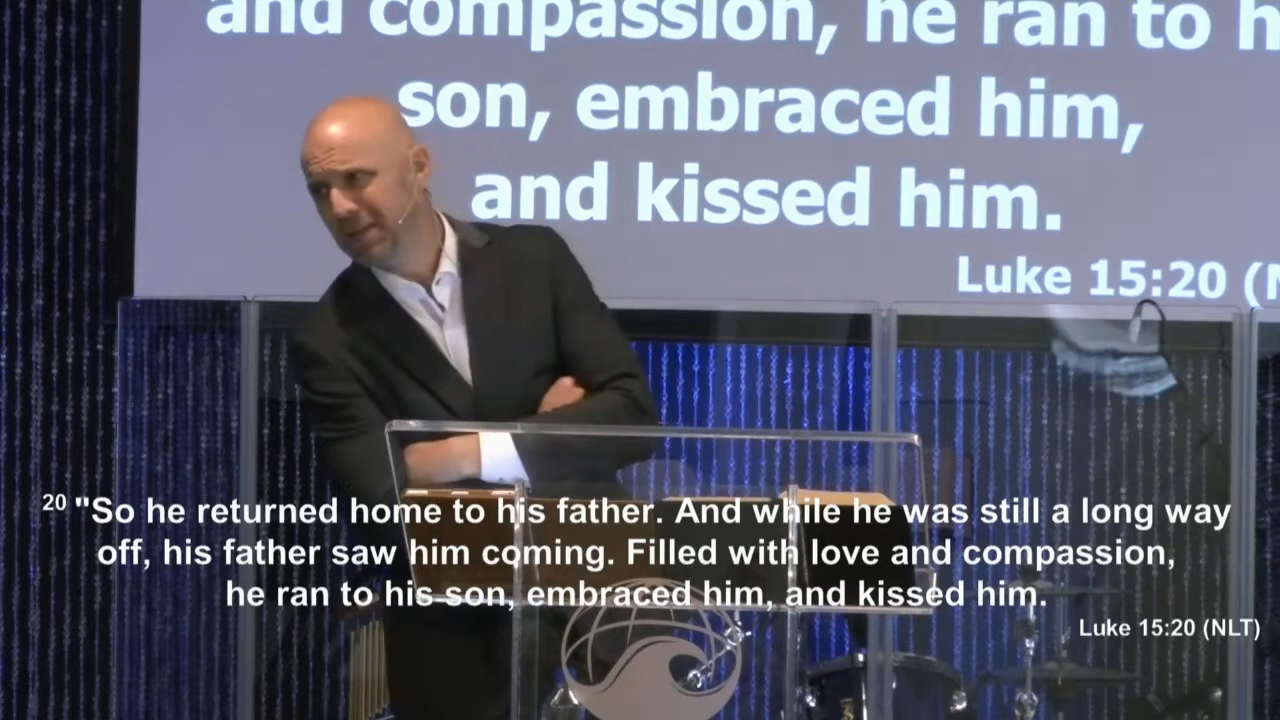 and compassion, he ran to h
son, embraced him,
and kissed him.
Luke 15:20 (N
20 "So he returned home to his father. And while he was still a long way
off, his father saw him coming. Filled with love and compassion,
he ran to his son, embraced him, and kissed him.
Luke 15:20 (NLT)